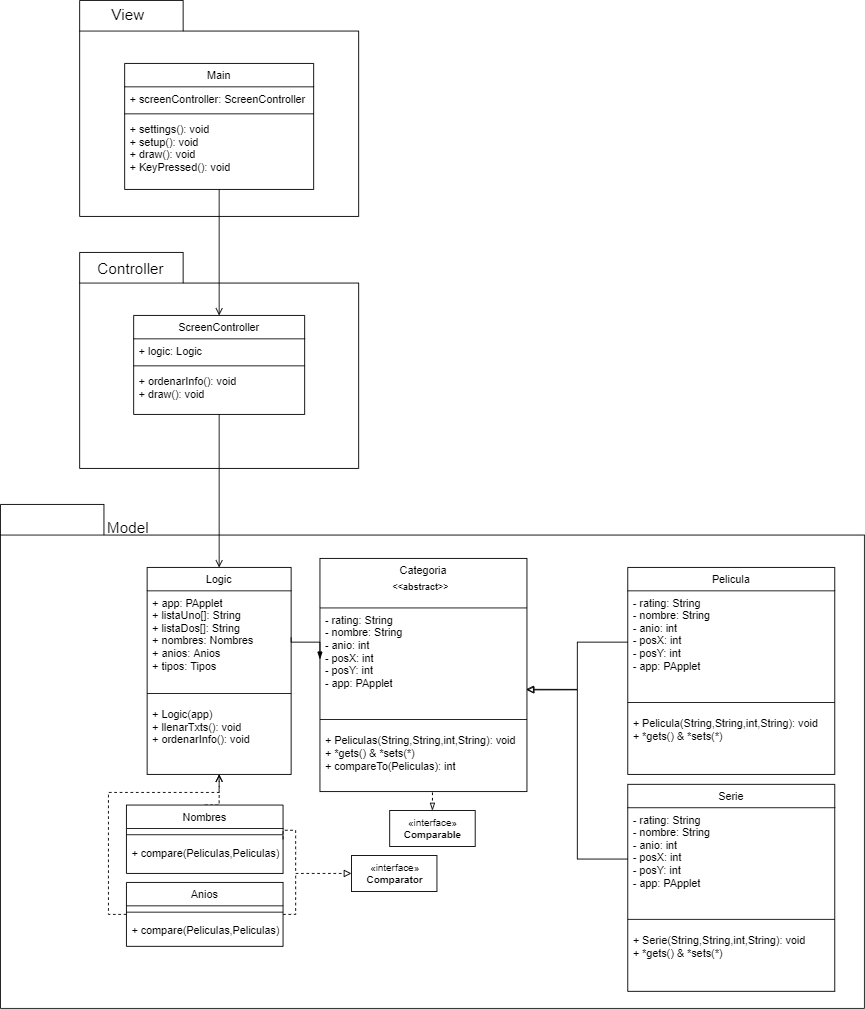 View
Main
+ screenController: ScreenController
+ settings(): void
+ setup(): void
+ draw(): void
+ KeyPressed(): void
Controller
ScreenController
+ logic: Logic
+ ordenarInfo(): void
+ draw(): void
Model
Logic
+ app: PApplet
+ listaUno[]: String
+ listaDos[]: String
+ nombres: Nombres
+ anios: Anios
+ tipos: Tipos
+ Logic(app)
+ llenarTxts(): void
+ ordenarInfo(): void
Categoria
<<abstract>>
- rating: String
- nombre: String
- anio: int
- posX: int
- posY: int
- app: PApplet
+ Peliculas(String,String,int,String): void
+ *gets() & *sets(*)
+ compareTo(Peliculas): int
Pelicula
- rating: String
- nombre: String
- anio: int
- posX: int
- posY: int
- app: PApplet
+ Pelicula(String,String,int,String): void
+ *gets() & *sets(*)
Serie
- rating: String
- nombre: String
- anio: int
- posX: int
- posY: int
- app: PApplet
+ Serie(String,String,int,String): void
+ *gets() & *sets(*)
«interface»
Comparable
«interface»
Comparator
Nombres
+ compare(Peliculas,Peliculas)
Anios
+ compare(Peliculas,Peliculas)